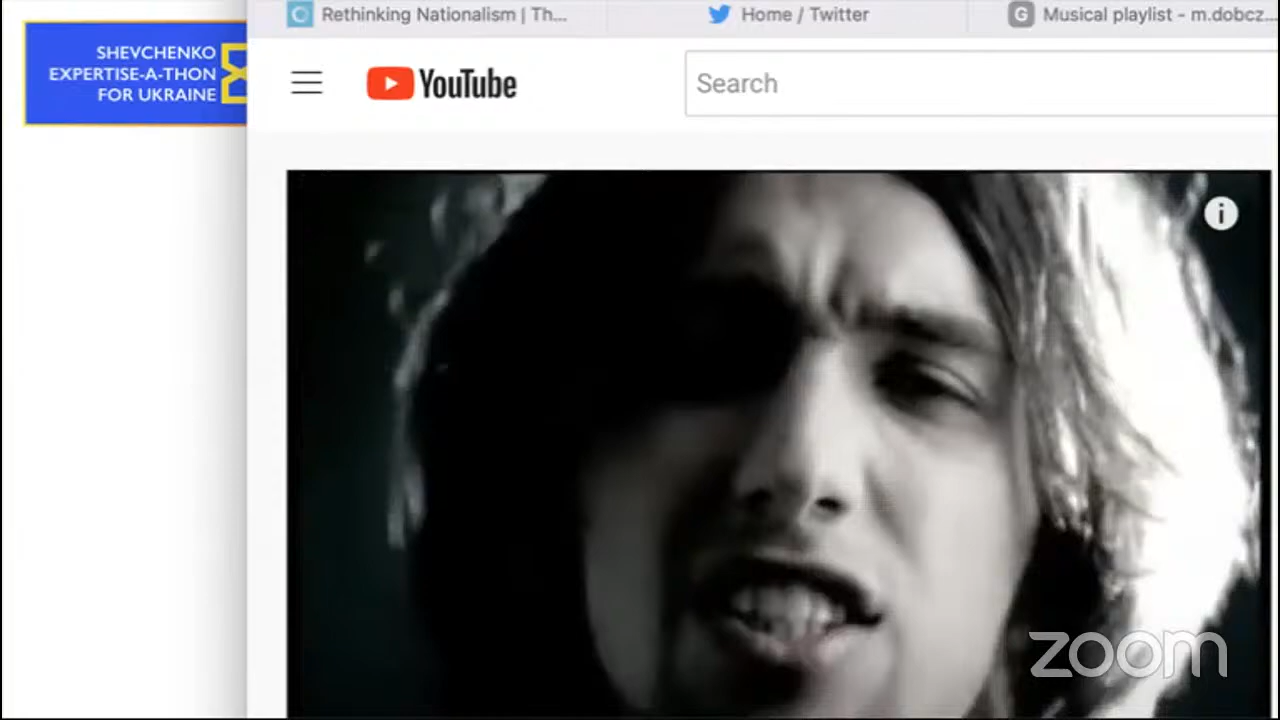 Rethinking Nationalism | Th...
Home / Twitter
G Musical playlist - m.dobcz...
SHEVCHENKO
EXPERTISE-A-THON
FOR UKRAINE
YouTube
Search
i
zoom